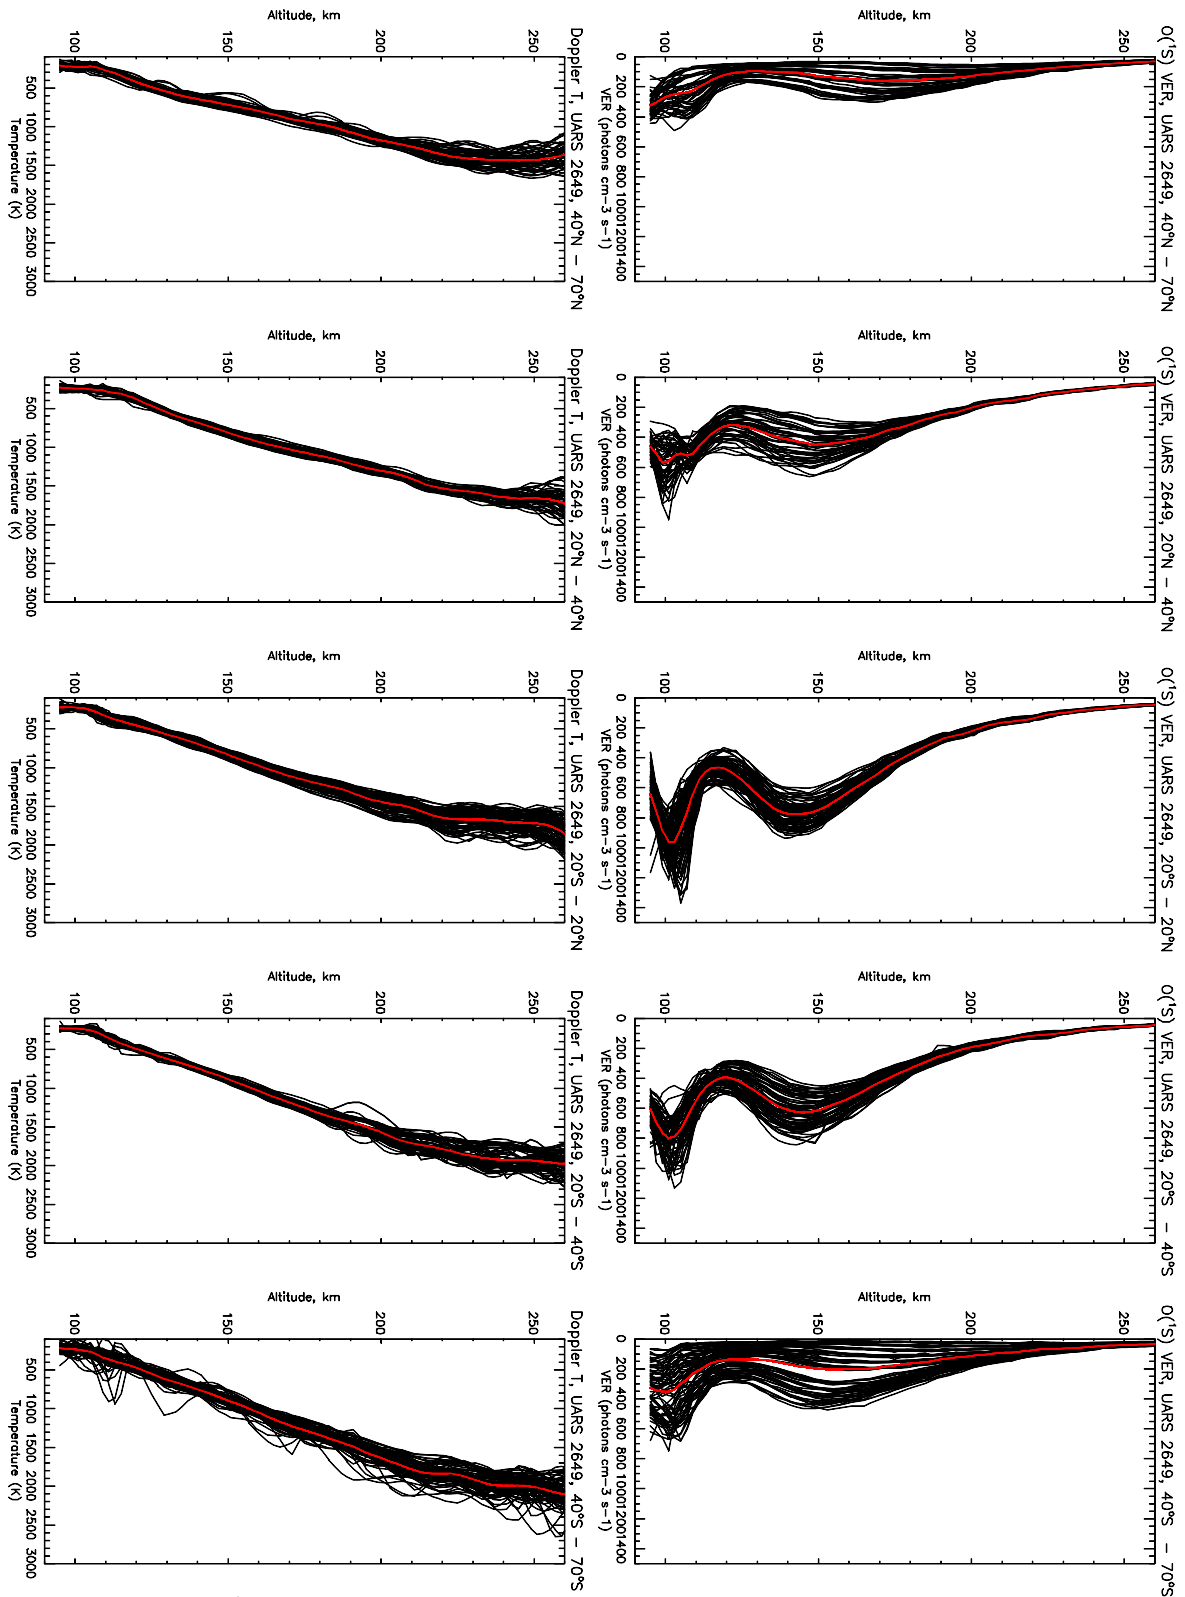 O(¹S) VER, UARS 2649, 40°N – 70°N
Altitude, km
250
200
150
100
0 200 400 600 800 1000 1200 1400
VER (photons cm−3 s−1)
O(¹S) VER, UARS 2649, 20°N – 40°N
Altitude, km
250
200
150
100
0 200 400 600 800 1000 1200 1400
VER (photons cm−3 s−1)
O(¹S) VER, UARS 2649, 20°S – 20°N
Altitude, km
250
200
150
100
0 200 400 600 800 1000 1200 1400
VER (photons cm−3 s−1)
O(¹S) VER, UARS 2649, 20°S – 40°S
Altitude, km
250
200
150
100
0 200 400 600 800 1000 1200 1400
VER (photons cm−3 s−1)
O(¹S) VER, UARS 2649, 40°S – 70°S
Altitude, km
250
200
150
100
0 200 400 600 800 1000 1200 1400
VER (photons cm−3 s−1)
Doppler T, UARS 2649, 40°N – 70°N
Altitude, km
250
200
150
100
500 1000 1500 2000 2500 3000
Temperature (K)
Doppler T, UARS 2649, 20°N – 40°N
Altitude, km
250
200
150
100
500 1000 1500 2000 2500 3000
Temperature (K)
Doppler T, UARS 2649, 20°S – 20°N
Altitude, km
250
200
150
100
500 1000 1500 2000 2500 3000
Temperature (K)
Doppler T, UARS 2649, 20°S – 40°S
Altitude, km
250
200
150
100
500 1000 1500 2000 2500 3000
Temperature (K)
Doppler T, UARS 2649, 40°S – 70°S
Altitude, km
250
200
150
100
500 1000 1500 2000 2500 3000
Temperature (K)